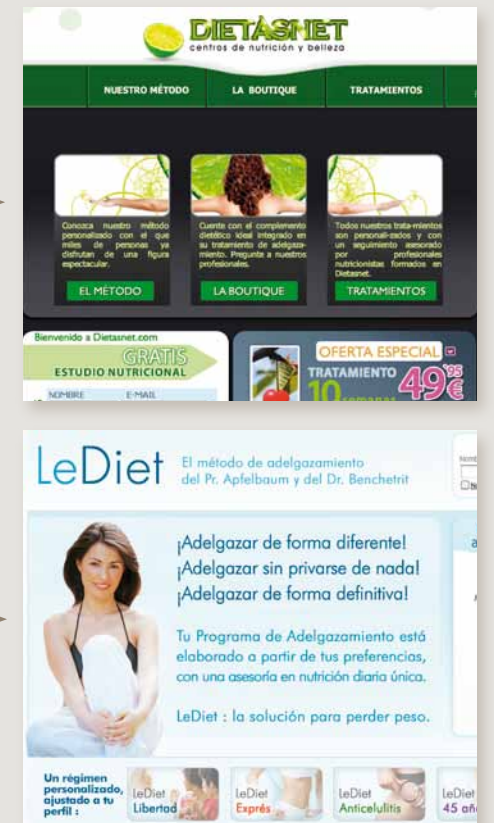 DIETASNET
centros de nutrición y belleza
NUESTRO MÉTODO LA BOUTIQUE TRATAMIENTOS
Conozca nuestro método
personalizado con el que
miles de personas ya
disfrutan de una figura
espectacular.
EL MÉTODO
Cuente con el complemento
dietético ideal integrado en
su tratamiento de adelgaza-
miento. Pregunte a nuestros
profesionales.
LA BOUTIQUE
Todos nuestros trata-mientos
son personali-zados y con
un seguimiento asesorado
por profesionales
nutricionistas formados en
Dietasnet.
TRATAMIENTOS
Bienvenido a Dietasnet.com
GRATIS
ESTUDIO NUTRICIONAL
NOMBRE E-MAIL
OFERTA ESPECIAL
TRATAMIENTO
10 semanas
49'95€
LeDiet
El método de adelgazamiento
del Pr. Apfelbaum y del Dr. Benchetrit
¡Adelgazar de forma diferente!
¡Adelgazar sin privarse de nada!
¡Adelgazar de forma definitiva!
Tu Programa de Adelgazamiento está
elaborado a partir de tus preferencias,
con una asesoría en nutrición diaria única.
LeDiet : la solución para perder peso.
Un régimen
personalizado,
ajustado a tu
perfil :
LeDiet
Libertad
LeDiet
Exprés
LeDiet
Anticelulitis
LeDiet
45